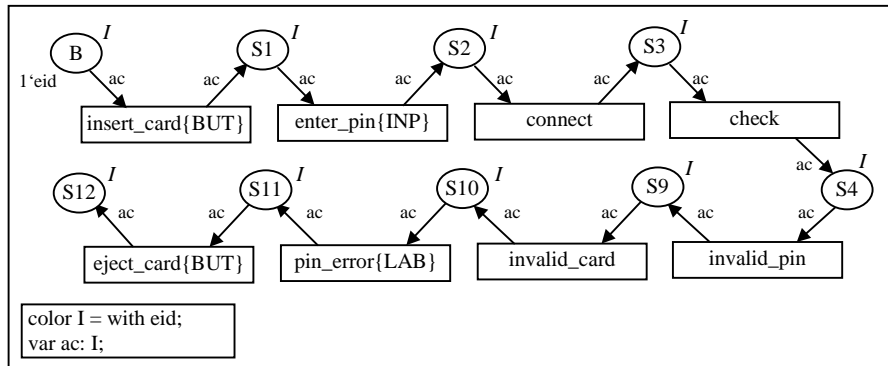 I I I I
B S1 S2 S3
1‘eid ac ac ac ac ac ac ac
insert_card{BUT} enter_pin{INP} connect check
I I I I ac I
S12 S11 S10 S9 S4
ac ac ac ac ac ac ac ac
eject_card{BUT} pin_error{LAB} invalid_card invalid_pin
color I = with eid;
var ac: I;